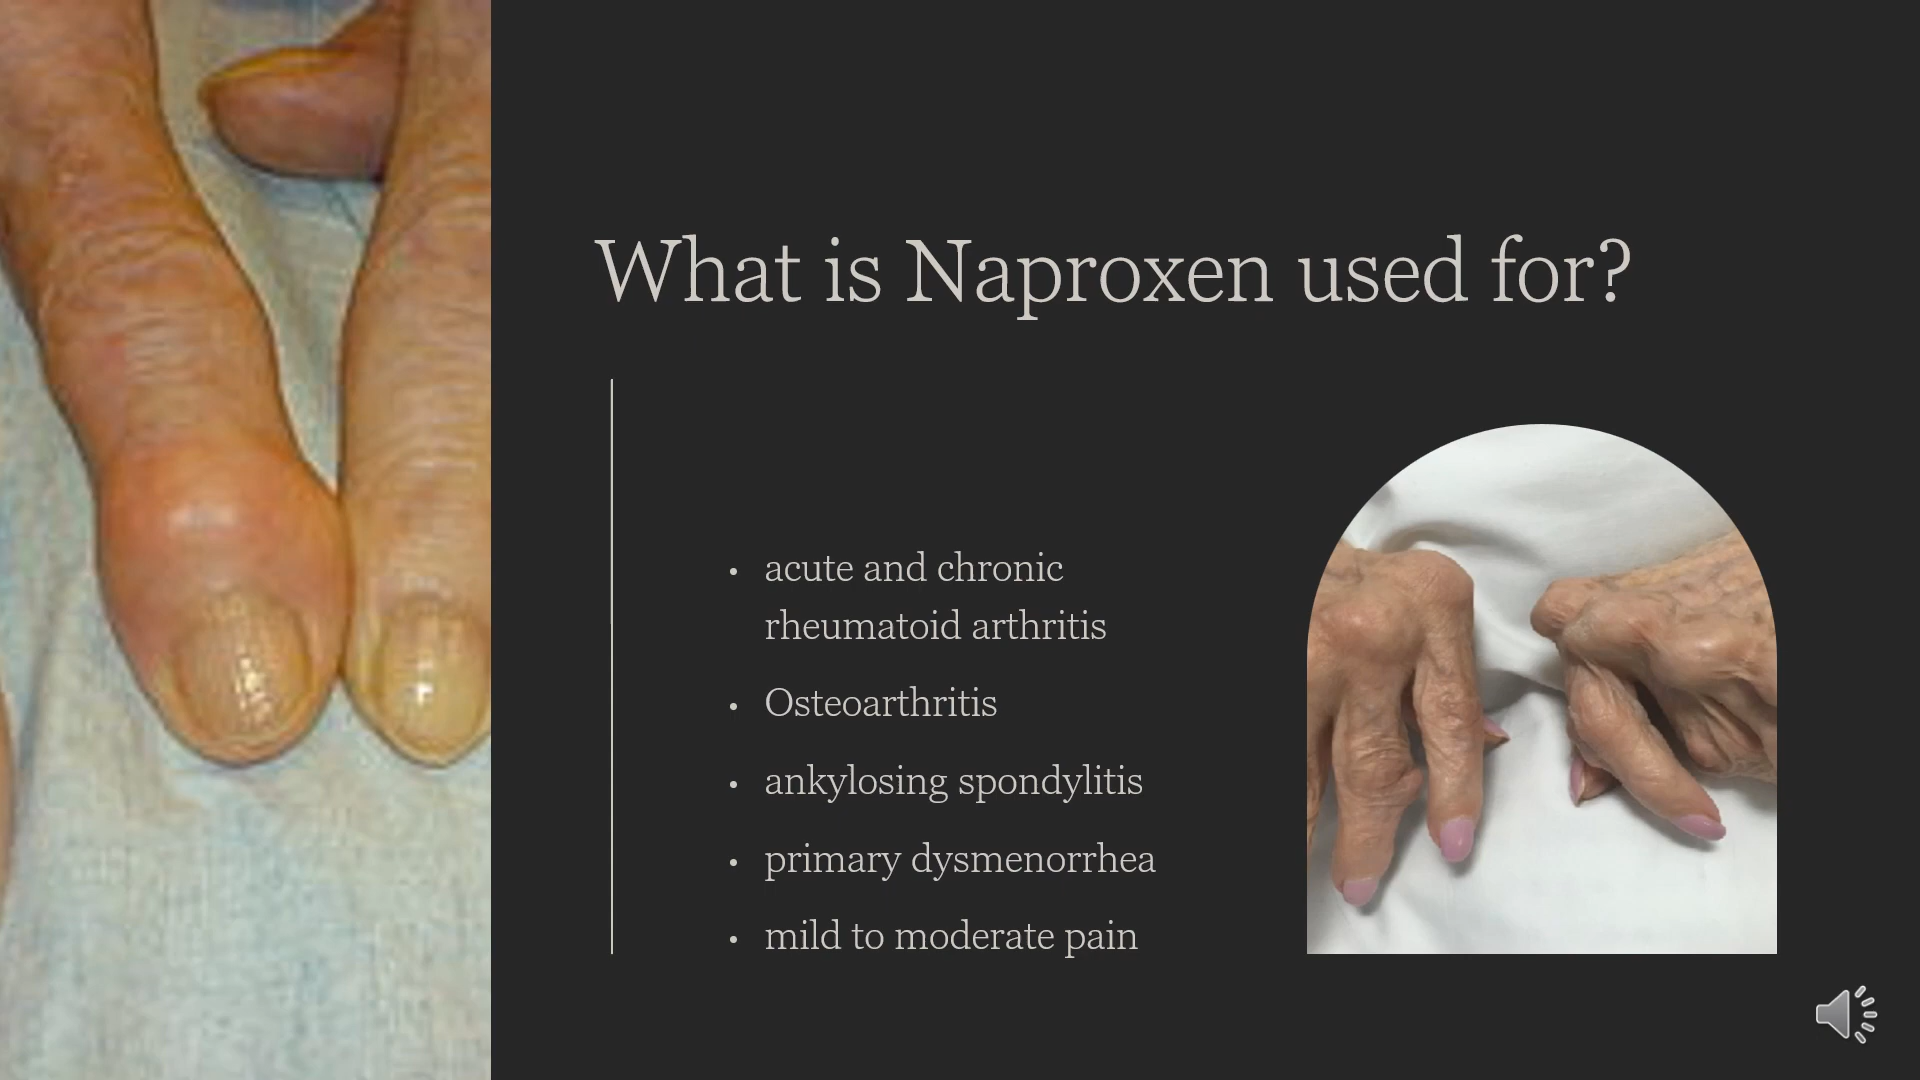 What is Naproxen used for?
• acute and chronic
rheumatoid arthritis
• Osteoarthritis
• ankylosing spondylitis
• primary dysmenorrhea
• mild to moderate pain